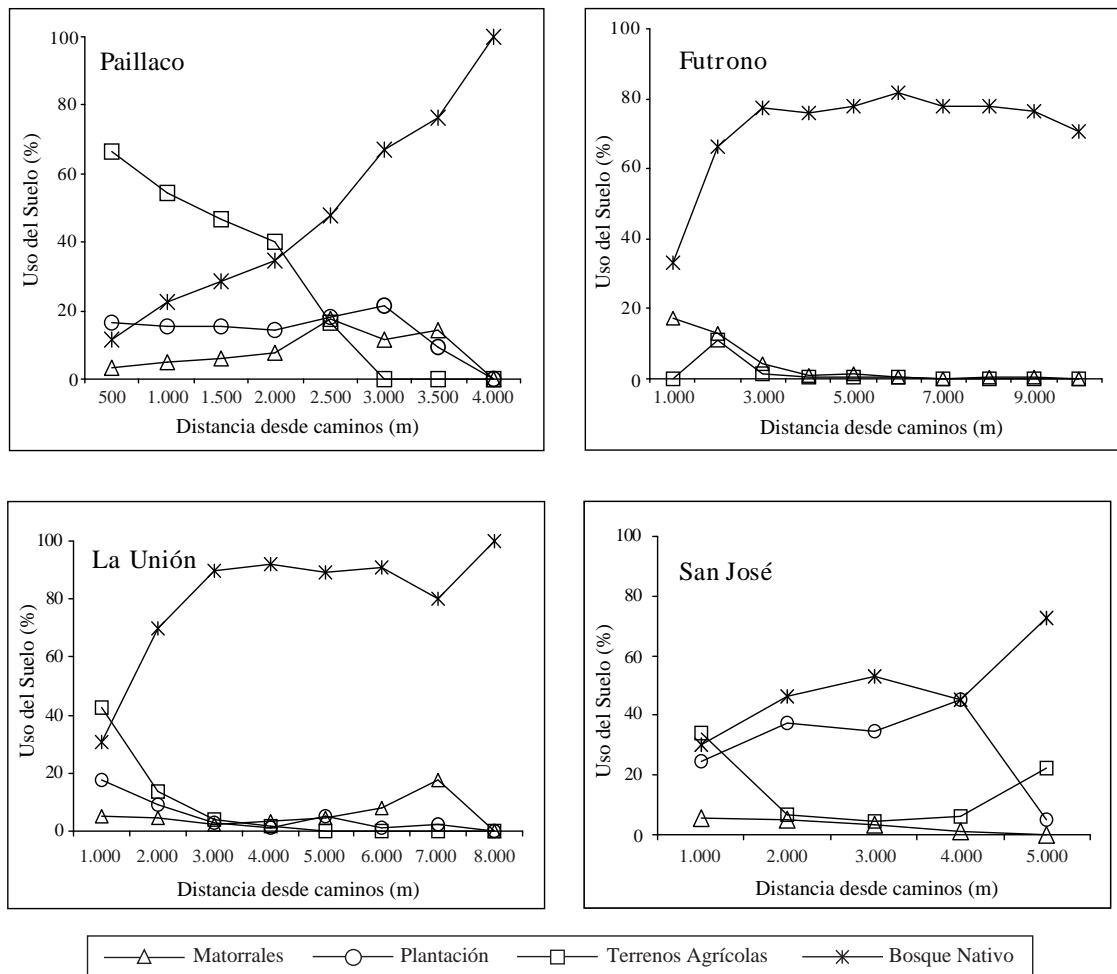 Paillaco
Uso del Suelo (%)
100
80
60
40
20
0
500 1.000 1.500 2.000 2.500 3.000 3.500 4.000
Distancia desde caminos (m)
Futrono
Uso del Suelo (%)
100
80
60
40
20
0
1.000 3.000 5.000 7.000 9.000
Distancia desde caminos (m)
La Unión
Uso del Suelo (%)
100
80
60
40
20
0
1.000 2.000 3.000 4.000 5.000 6.000 7.000 8.000
Distancia desde caminos (m)
San José
Uso del Suelo (%)
100
80
60
40
20
0
1.000 2.000 3.000 4.000 5.000
Distancia desde caminos (m)
Matorrales Plantación Terrenos Agrícolas Bosque Nativo